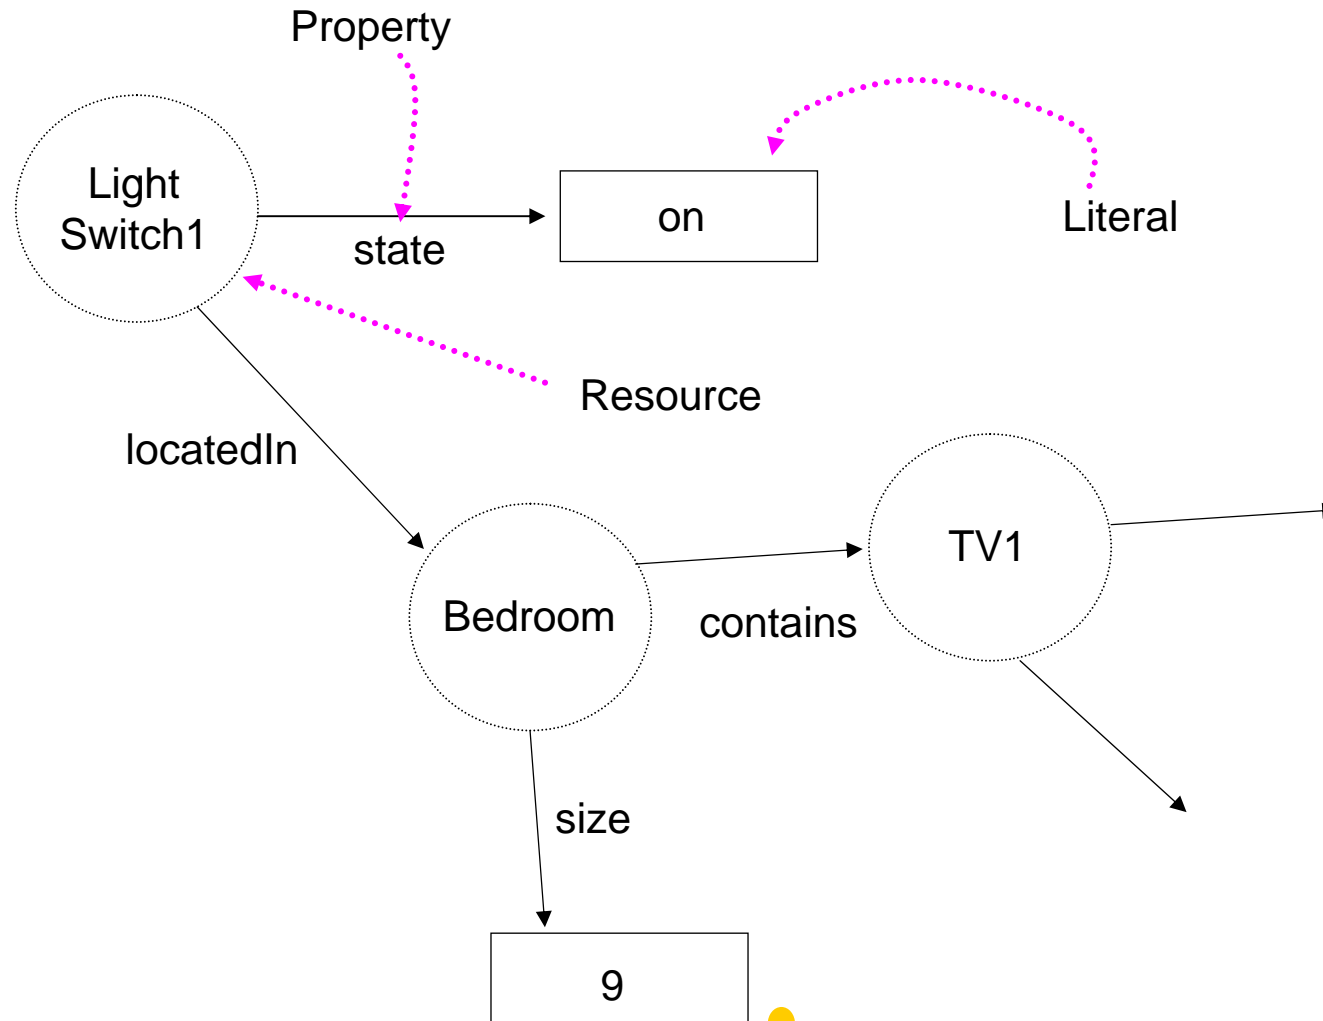 Property
Light
Switch1
on
Literal
state
Resource
locatedIn
TV1
Bedroom
contains
size
9